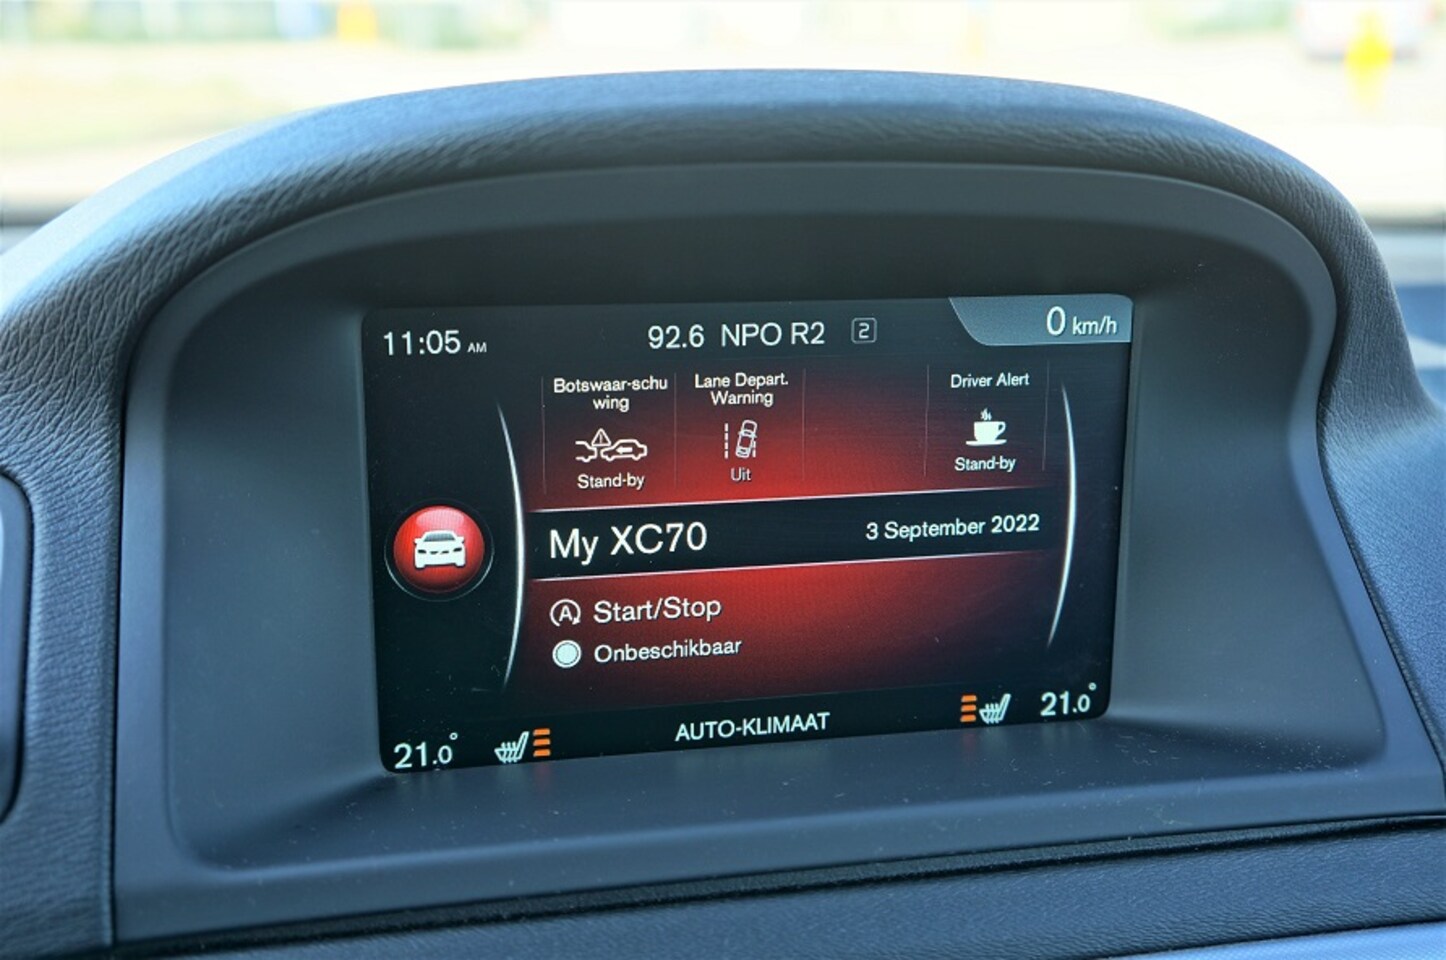 11:05 AM 92.6 NPO R2 2 0 km/h
Botswaar-schu Lane Depart. Driver Alert
wing Warning
Stand-by Uit Stand-by
My XC70 3 September 2022
A Start/Stop
Onbeschikbaar
21.0° AUTO-KLIMAAT 21.0°